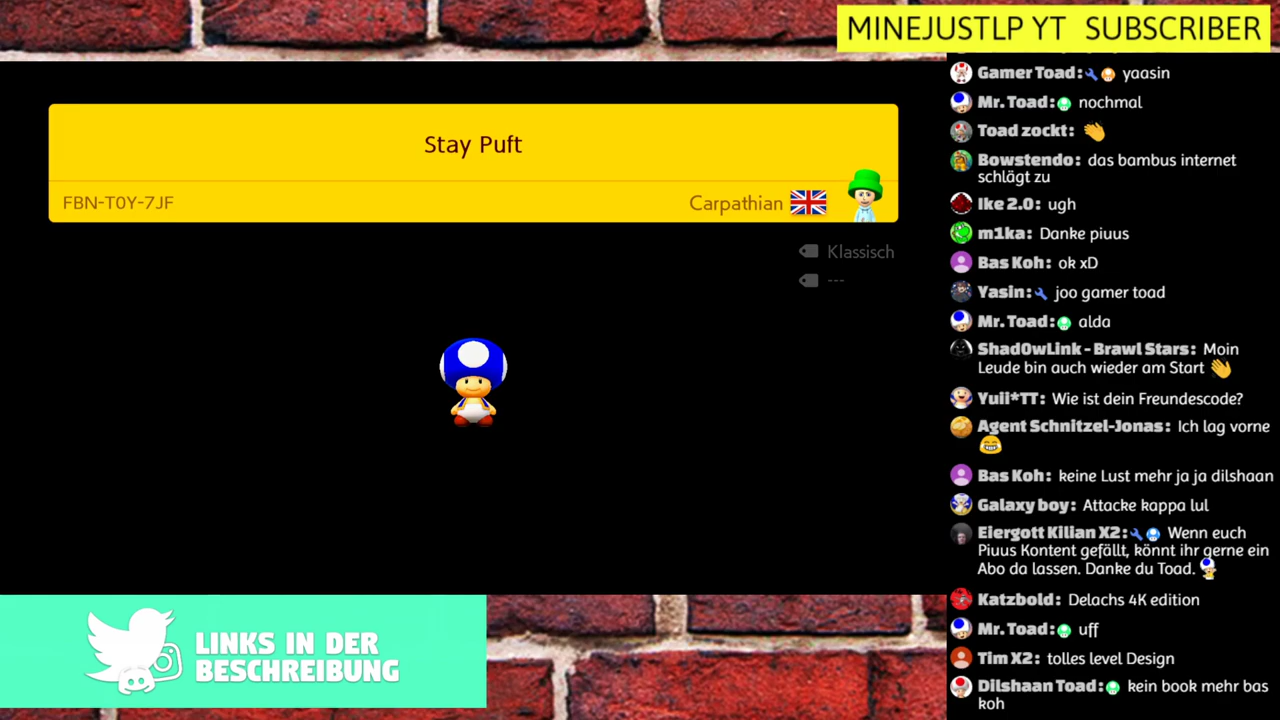 MINEJUSTLP YT SUBSCRIBER
Stay Puft
FBN-T0Y-7JF
Carpathian
Klassisch
---
LINKS IN DER
BESCHREIBUNG
Gamer Toad: yaasin
Mr. Toad: nochmal
Toad zockt: 👏
Bowstendo: das bambus internet
schlägt zu
Ike 2.0: ugh
m1ka: Danke piuus
Bas Koh: ok xD
Yasin: joo gamer toad
Mr. Toad: alda
Shad0wLink - Brawl Stars: Moin
Leude bin auch wieder am Start 👋
Yuii*TT: Wie ist dein Freundescode?
Agent Schnitzel-Jonas: Ich lag vorne
😂
Bas Koh: keine Lust mehr ja ja dilshaan
Galaxy boy: Attacke kappa lul
Eiergott Kilian X2: Wenn euch
Piuus Kontent gefällt, könnt ihr gerne ein
Abo da lassen. Danke du Toad.
Katzbold: Delachs 4K edition
Mr. Toad: uff
Tim X2: tolles level Design
Dilshaan Toad: kein book mehr bas
koh